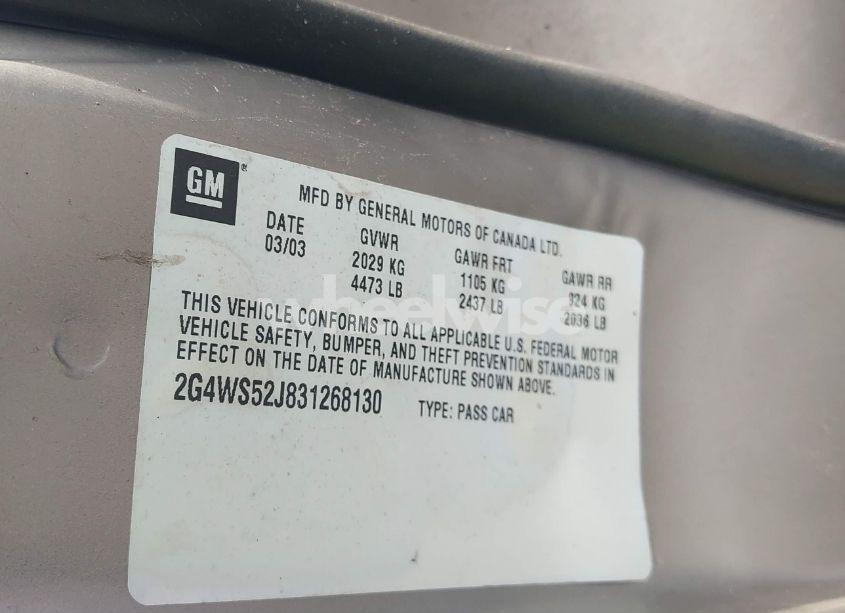 GM
MFD BY GENERAL MOTORS OF CANADA LTD.
DATE GVWR GAWR FRT GAWR RR
03/03 2029 KG 1105 KG 924 KG
4473 LB 2437 LB 2036 LB
THIS VEHICLE CONFORMS TO ALL APPLICABLE U.S. FEDERAL MOTOR
VEHICLE SAFETY, BUMPER, AND THEFT PREVENTION STANDARDS IN
EFFECT ON THE DATE OF MANUFACTURE SHOWN ABOVE.
2G4WS52J831268130 TYPE: PASS CAR
wheelwise